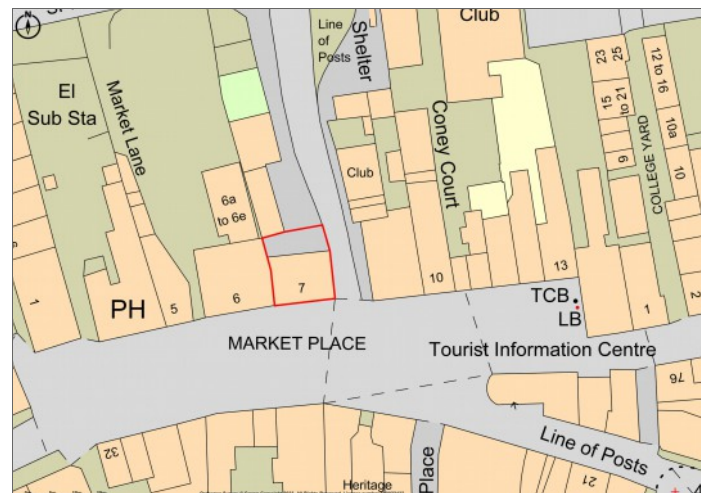 N
Club
Line
of
Posts
Shelter
El
Sub Sta
Market Lane
Coney Court
23
25
15
to 21
9
12 to 16
10a
10
COLLEGE YARD
6a
to 6e
Club
1
PH
5
6
7
10
13
TCB
LB
1
2
MARKET PLACE
Tourist Information Centre
76
32
Heritage
Place
Line of Posts
21